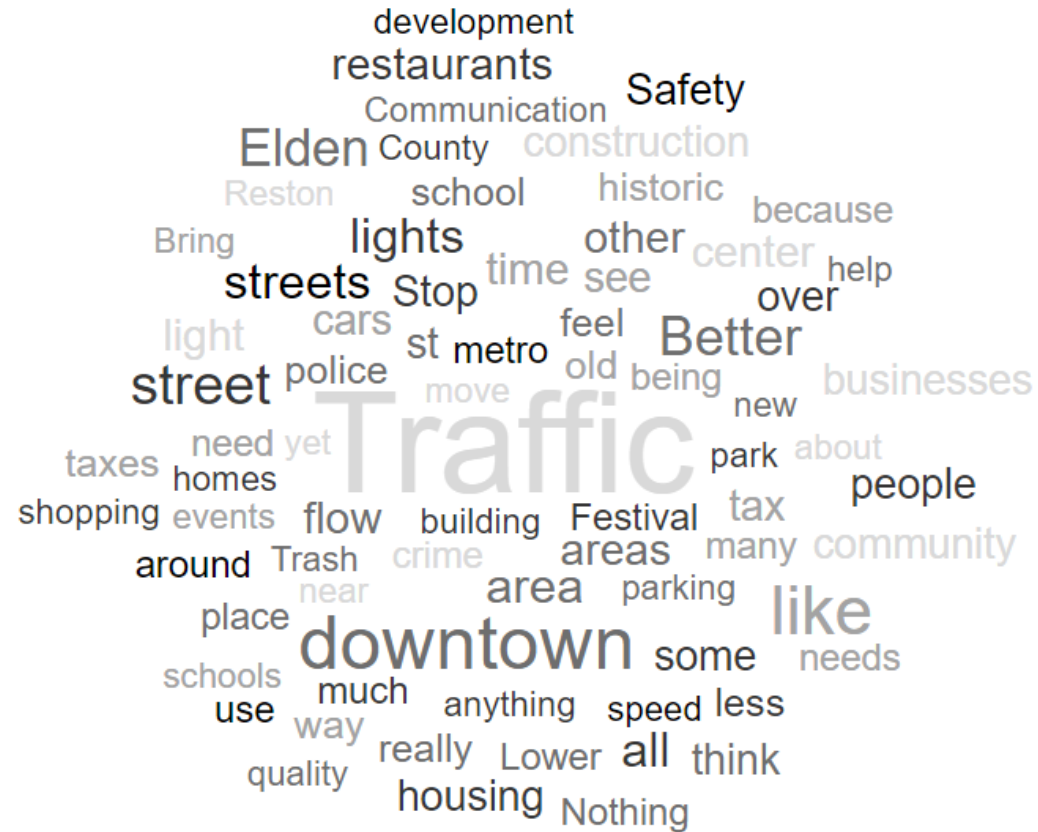 development
restaurants
Safety
Communication
Elden County construction
Reston school historic
because
Bring lights other center
time see help
streets Stop over
light cars feel Better
st metro
street police old being businesses
move new
Traffic
need yet park about
taxes homes people
shopping events flow building Festival tax
around Trash crime areas many community
near area parking like
place
downtown some needs
schools much anything speed less
use way
really Lower all think
quality
housing Nothing